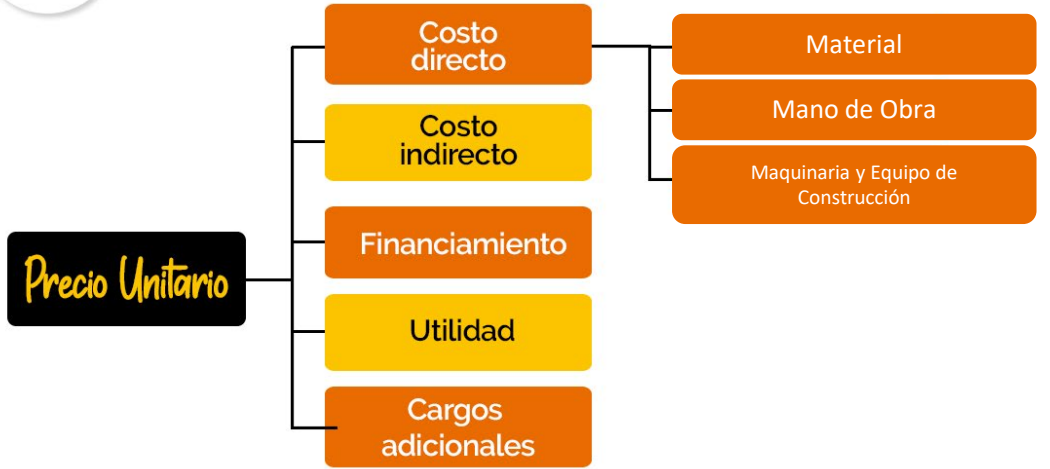 Precio Unitario
Costo
directo
Costo
indirecto
Financiamiento
Utilidad
Cargos
adicionales
Material
Mano de Obra
Maquinaria y Equipo de
Construcción